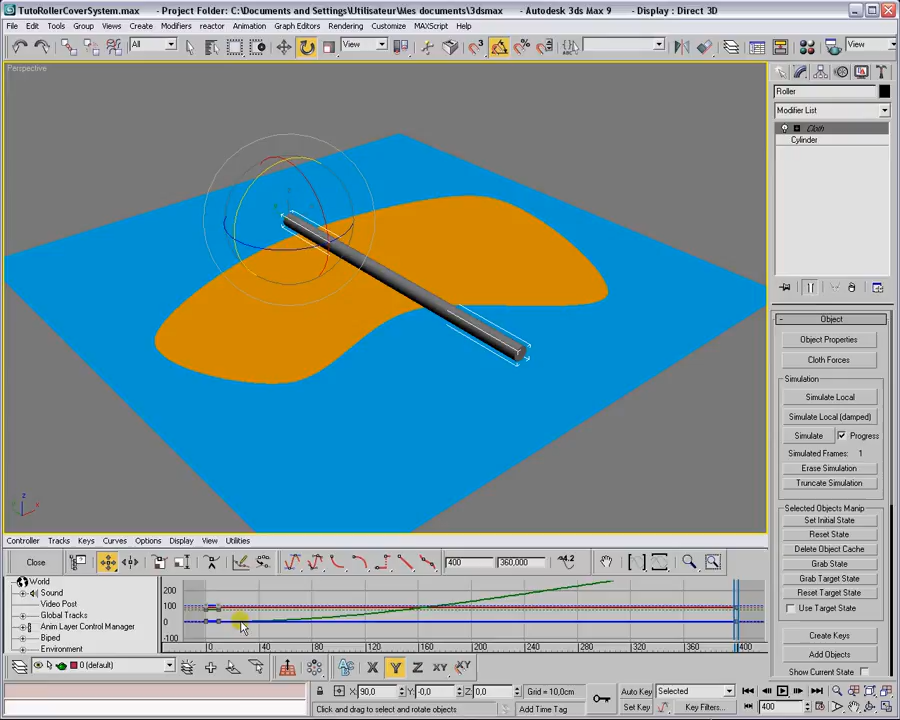 TutoRollerCoverSystem.max - Project Folder: C:\Documents and Settings\Utilisateur\Mes documents\3dsmax - Autodesk 3ds Max 9 - Display : Direct 3D
File Edit Tools Group Views Create Modifiers reactor Animation Graph Editors Rendering Customize MAXScript Help
All View View
Perspective
Roller
Modifier List
Cloth
Cylinder
Object
Object Properties
Cloth Forces
Simulation
Simulate Local
Simulate Local (damped)
Simulate Progress
Simulated Frames: 1
Erase Simulation
Truncate Simulation
Selected Objects Manip
Set Initial State
Reset State
Delete Object Cache
Grab State
Grab Target State
Reset Target State
Use Target State
Create Keys
Add Objects
Show Current State
Controller Tracks Keys Curves Options Display View Utilities
Close 400 360,000
World
Sound
Video Post
Global Traks
Anim Layer Control Manager
Biped
Environment
200
100
0
-100
0 40 80 120 160 200 240 280 320 360 400
0 (default) X Y Z XY XY
X: 90,0 Y: -0,0 Z: 0,0 Grid = 10,0cm Auto Key Selected
Click and drag to select and rotate objects Add Time Tag Set Key Key Filters... 400